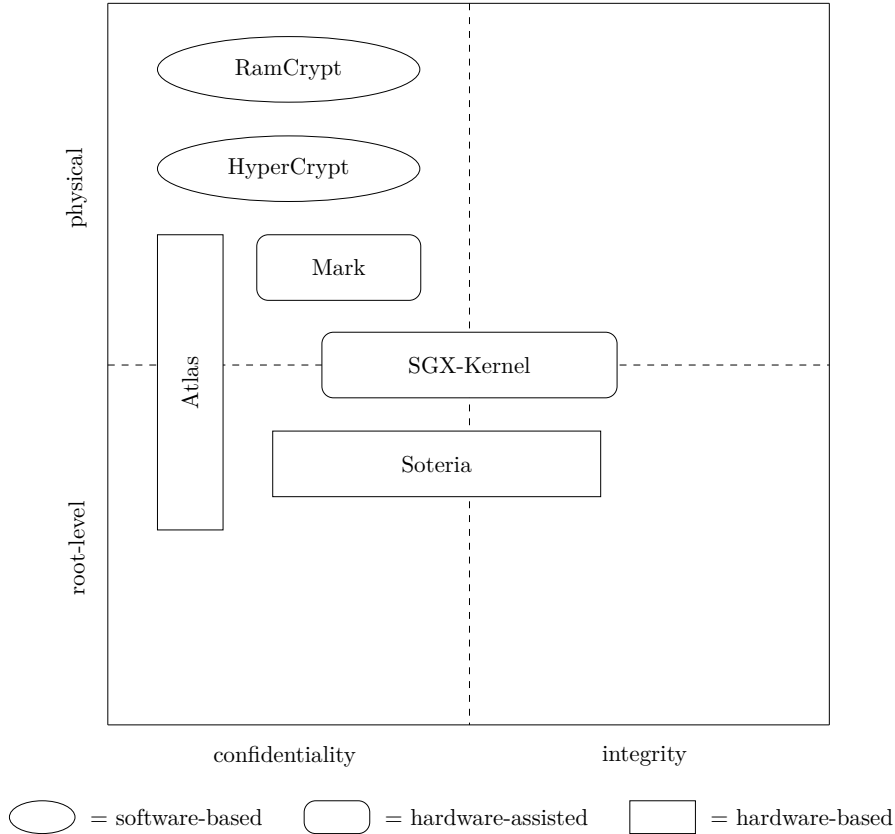 RamCrypt
HyperCrypt
physical
Mark
SGX-Kernel
Atlas
Soteria
root-level
confidentiality
integrity
= software-based
= hardware-assisted
= hardware-based